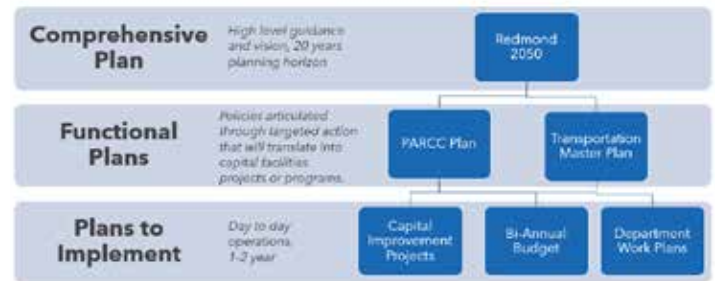 Comprehensive
Plan
High level guidance
and vision, 20 years
planning horizon
Redmond
2050
Functional
Plans
Policies articulated
through targeted action
that will translate into
capital facilities
projects or programs.
PARCC Plan
Transportation
Master Plan
Plans to
Implement
Day to day
operations,
1-2 year
Capital
Improvement
Projects
Bi-Annual
Budget
Department
Work Plans